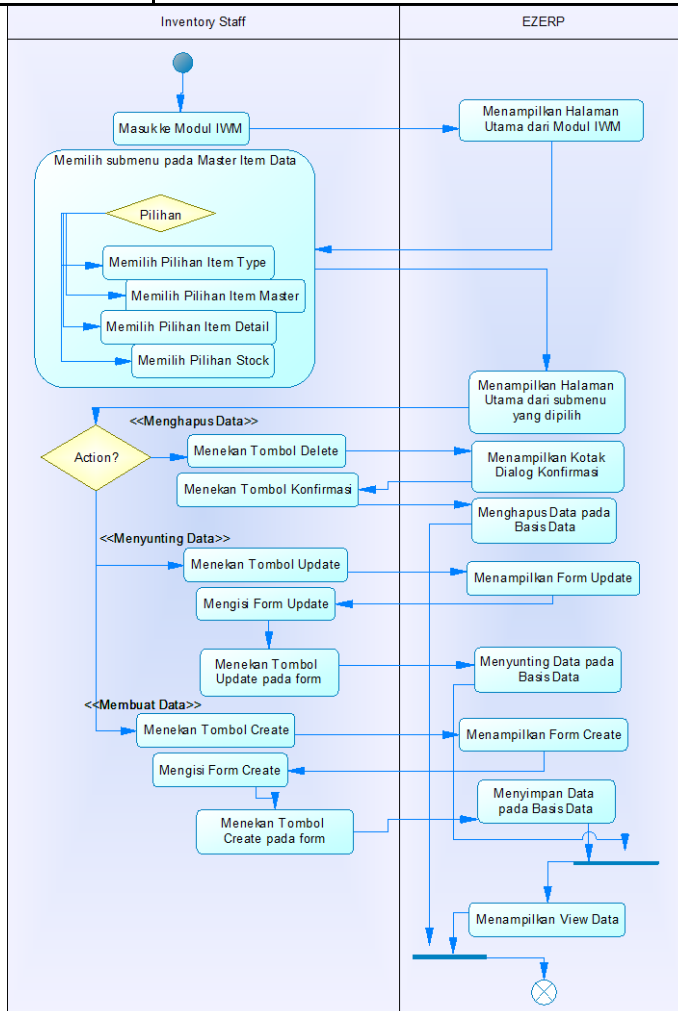 Inventory Staff
EZERP
Masuk ke Modul IWM
Menampilkan Halaman
Utama dari Modul IWM
Memilih submenu pada Master Item Data
Pilihan
Memilih Pilihan Item Type
Memilih Pilihan Item Master
Memilih Pilihan Item Detail
Memilih Pilihan Stock
Menampilkan Halaman
Utama dari submenu
yang dipilih
<<Menghapus Data>>
Action?
Menekan Tombol Delete
Menampilkan Kotak
Dialog Konfirmasi
Menekan Tombol Konfirmasi
Menghapus Data pada
Basis Data
<<Menyunting Data>>
Menekan Tombol Update
Menampilkan Form Update
Mengisi Form Update
Menekan Tombol
Update pada form
Menyunting Data pada
Basis Data
<<Membuat Data>>
Menekan Tombol Create
Menampilkan Form Create
Mengisi Form Create
Menekan Tombol
Create pada form
Menyimpan Data
pada Basis Data
Menampilkan View Data